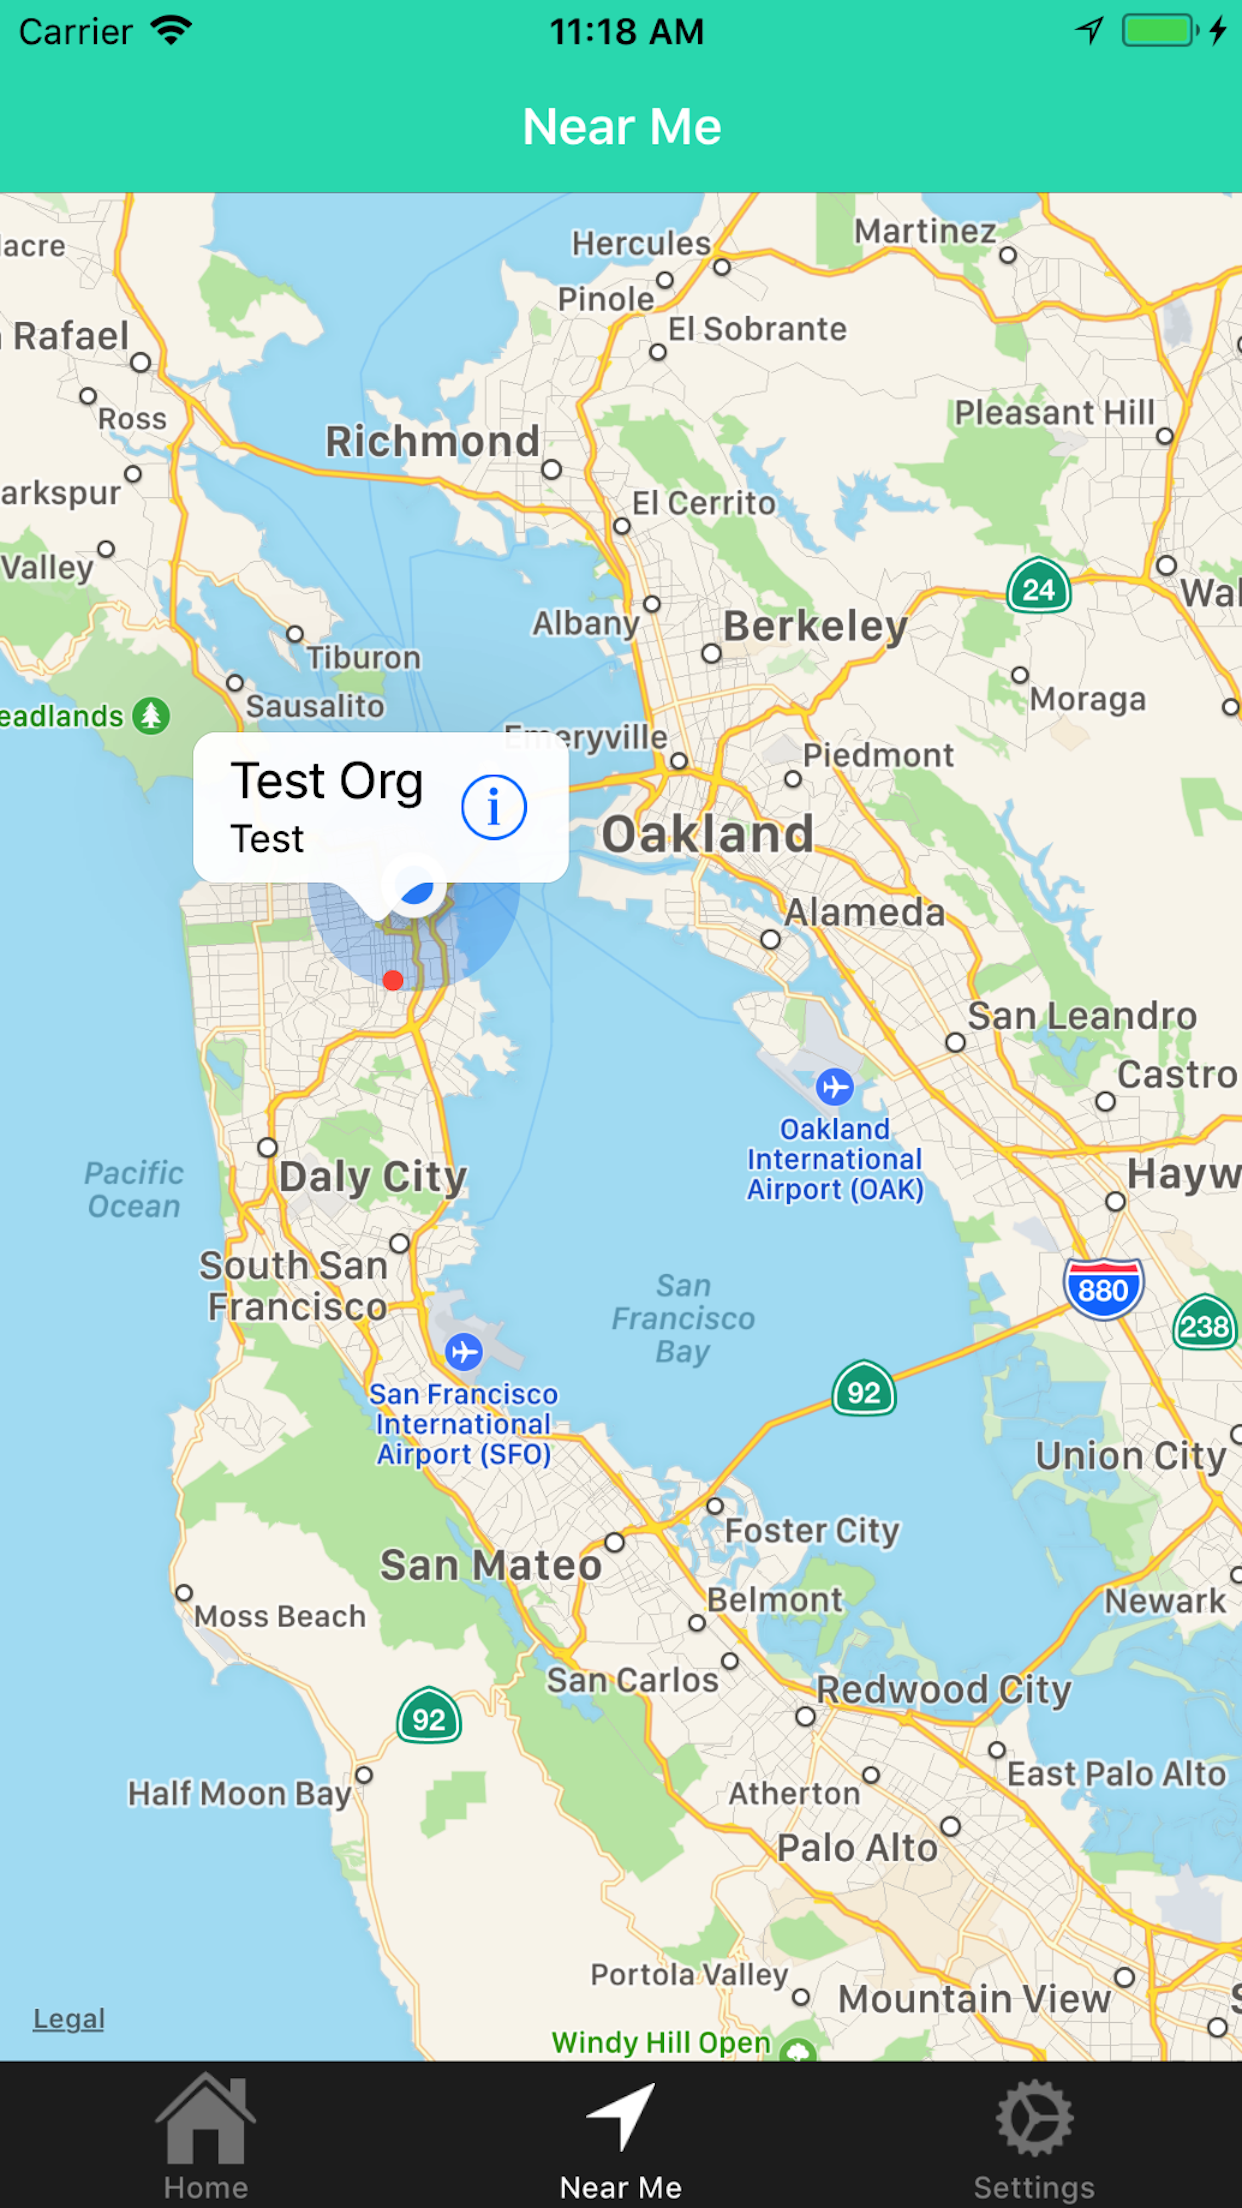 Carrier
11:18 AM
Near Me
Hercules
Martinez
lacre
Pinole
El Sobrante
Rafael
Ross
Pleasant Hill
Richmond
arkspur
El Cerrito
Valley
24
Wal
Albany
Berkeley
Tiburon
Moraga
Sausalito
eadlands
Emeryville
Piedmont
Test Org
Test
i
Oakland
Alameda
San Leandro
Castro
Oakland
International
Airport (OAK)
Pacific
Ocean
Daly City
Hayw
South San
Francisco
San
Francisco
Bay
880
238
San Francisco
International
Airport (SFO)
92
Union City
Foster City
San Mateo
Belmont
Newark
Moss Beach
San Carlos
Redwood City
92
East Palo Alto
Half Moon Bay
Atherton
Palo Alto
Portola Valley
Mountain View
S
Legal
Windy Hill Open
Home
Near Me
Settings